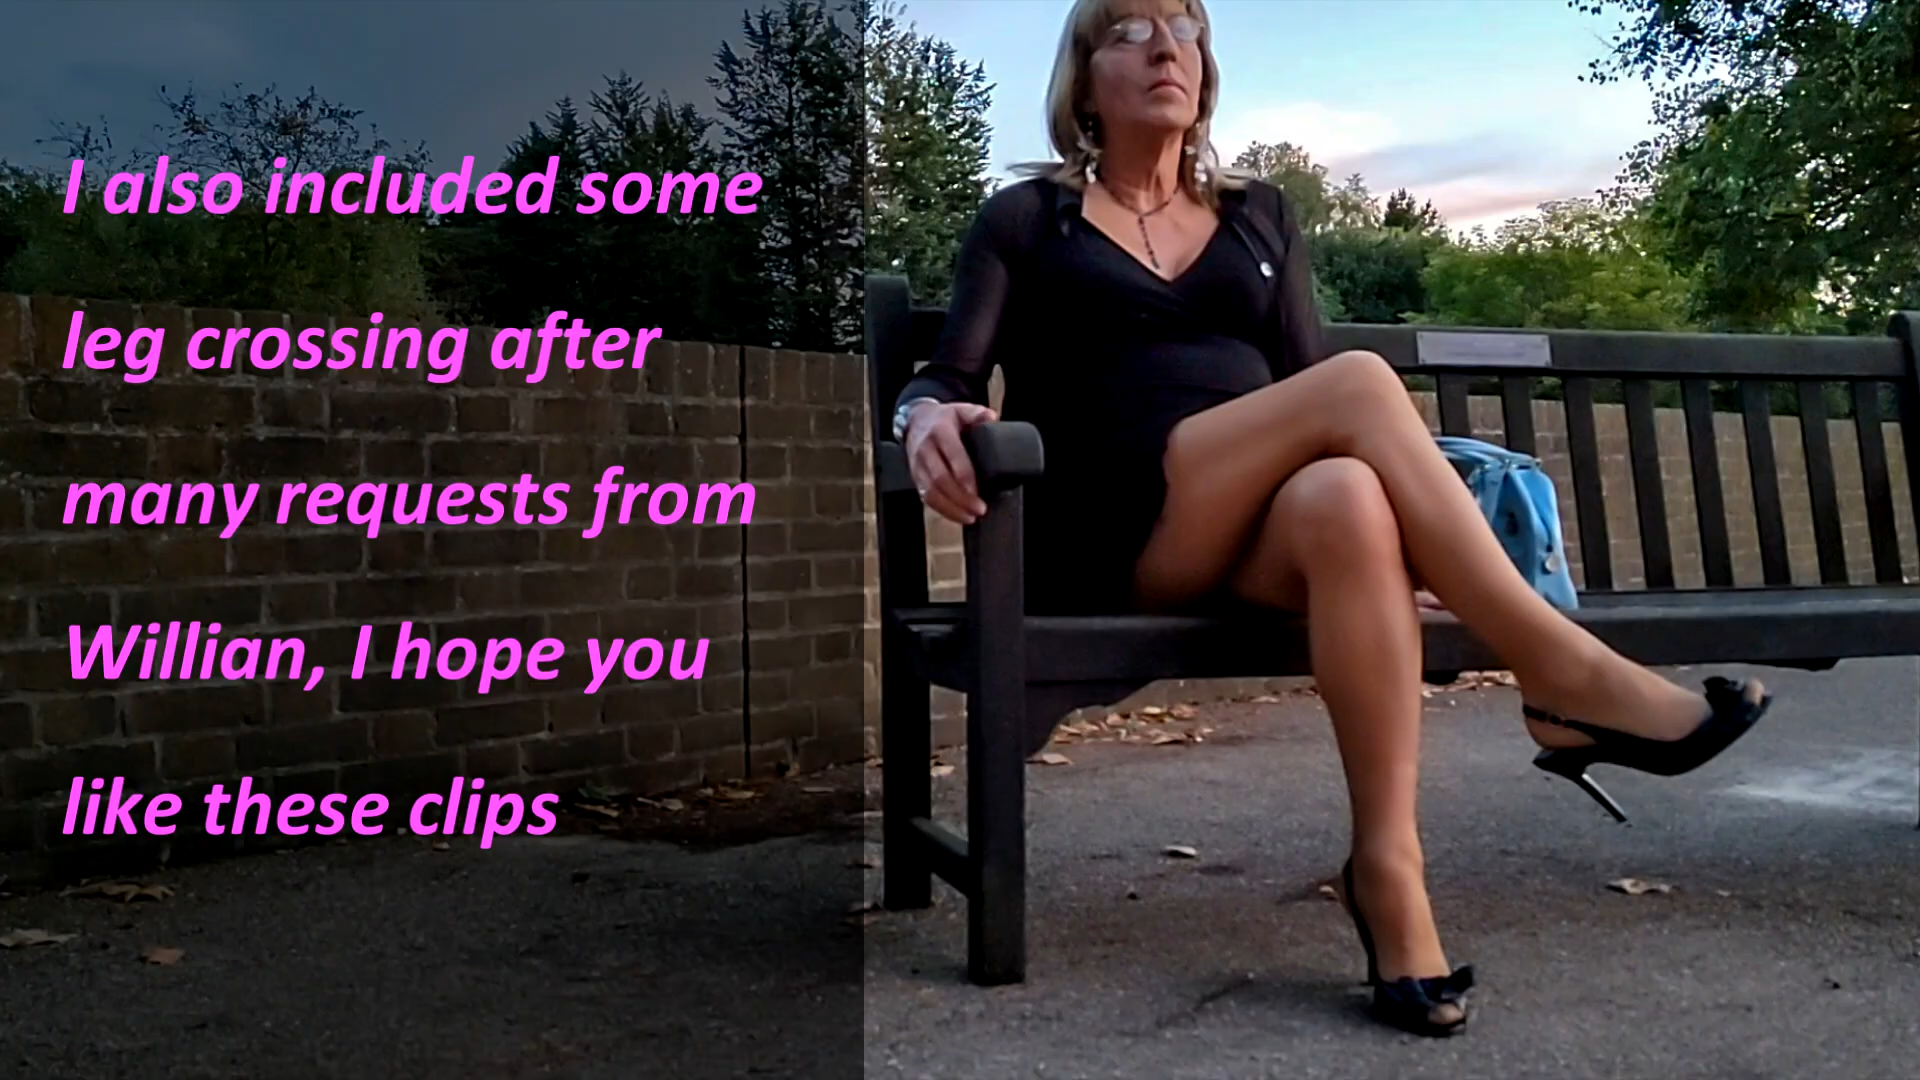 I also included some
leg crossing after
many requests from
Willian, I hope you
like these clips